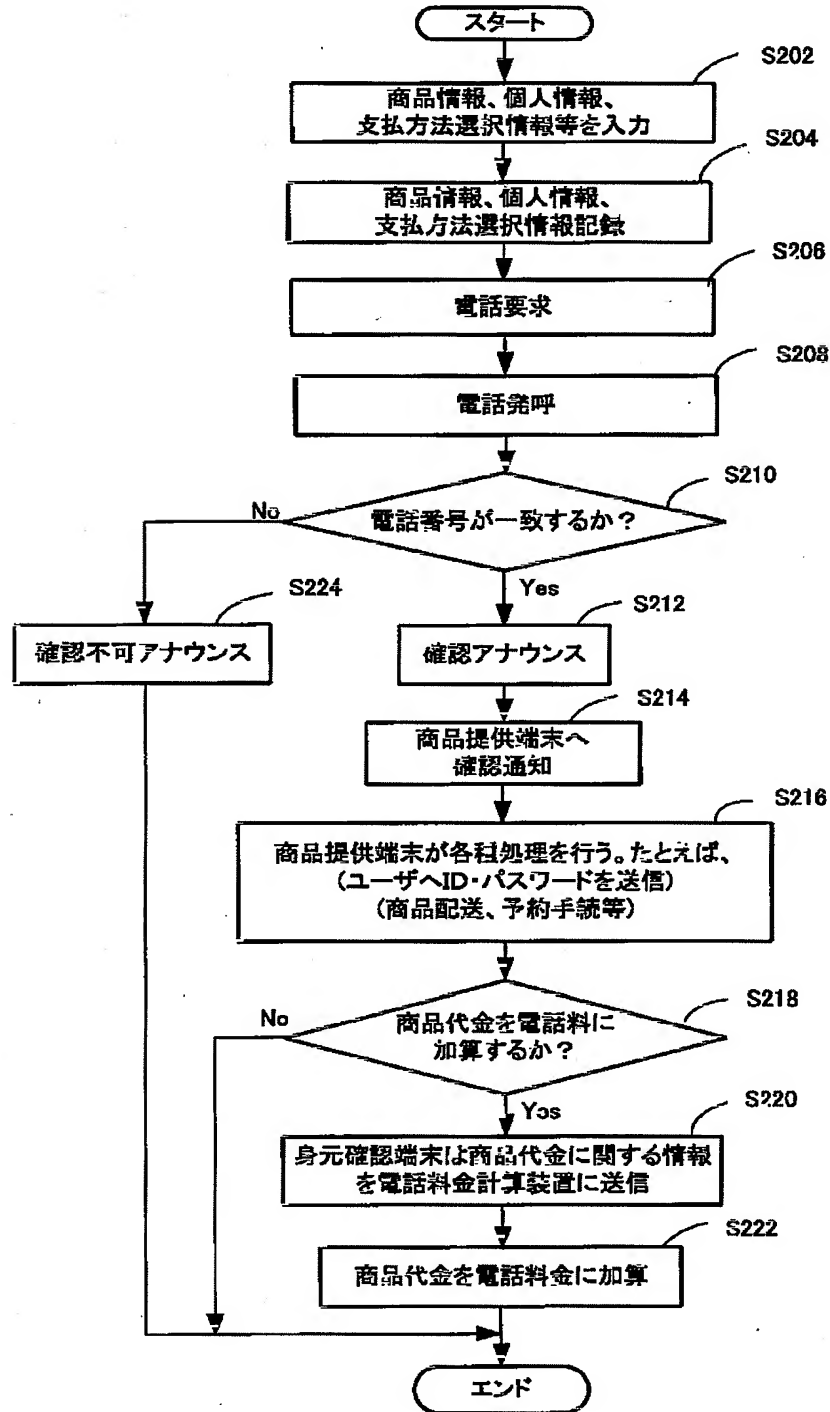 スタート
S202
商品情報、個人情報、
支払方法選択情報等を入力
S204
商品情報、個人情報、
支払方法選択情報記録
S206
電話要求
S208
電話発呼
S210
電話番号が一致するか？
No
Yes
S224
確認不可アナウンス
S212
確認アナウンス
S214
商品提供端末へ
確認通知
S216
商品提供端末が各種処理を行う。たとえば、
(ユーザへID・パスワードを送信)
(商品配送、予約手続等)
S218
商品代金を電話料に
加算するか？
No
Yes
S220
身元確認端末は商品代金に関する情報
を電話料金計算装置に送信
S222
商品代金を電話料金に加算
エンド